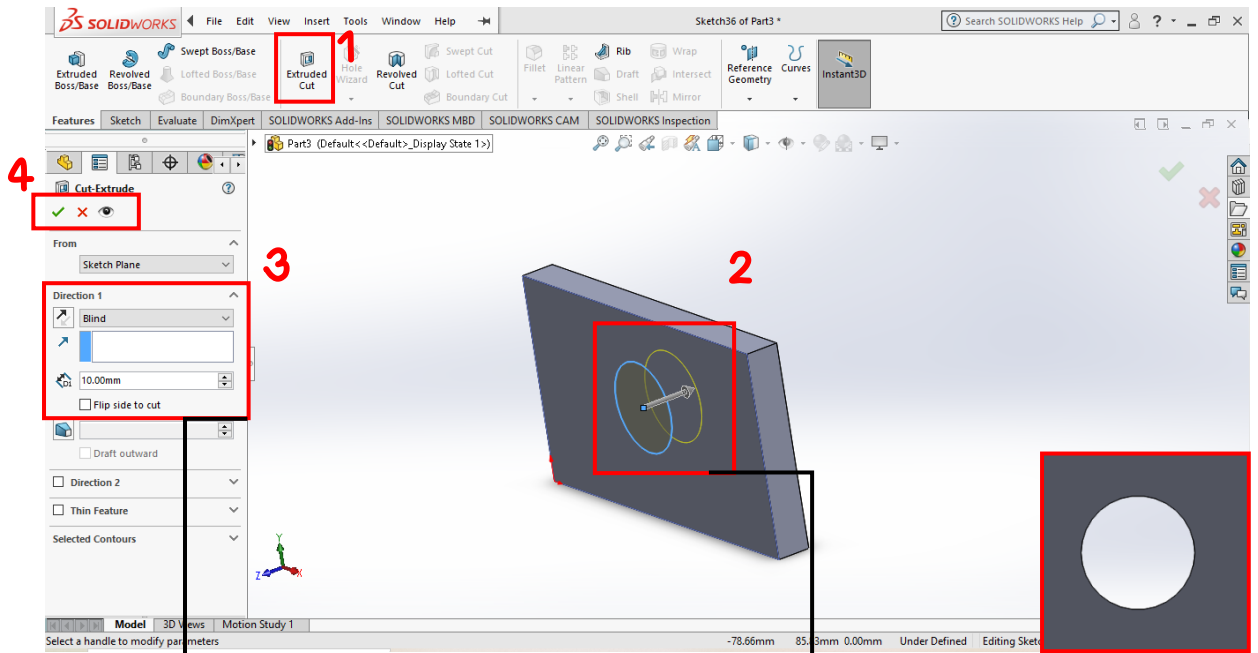 SOLIDWORKS File Edit View Insert Tools Window Help Sketch36 of Part3 * Search SOLIDWORKS Help ?
1
Extruded Boss/Base
Revolved Boss/Base
Swept Boss/Base
Lofted Boss/Base
Boundary Boss/Base
Extruded Cut
Hole Wizard
Revolved Cut
Swept Cut
Lofted Cut
Boundary Cut
Fillet
Linear Pattern
Rib
Draft
Shell
Wrap
Intersect
Mirror
Reference Geometry
Curves
Instant3D
Features Sketch Evaluate DimXpert SOLIDWORKS Add-Ins SOLIDWORKS MBD SOLIDWORKS CAM SOLIDWORKS Inspection
Part3 (Default<<Default>_Display State 1>)
4
Cut-Extrude
From
Sketch Plane
3
2
Direction 1
Blind
D1
10.00mm
Flip side to cut
Draft outward
Direction 2
Thin Feature
Selected Contours
Y
Z
X
Model 3D Views Motion Study 1
Select a handle to modify parameters -78.66mm 0.00mm Under Defined Editing